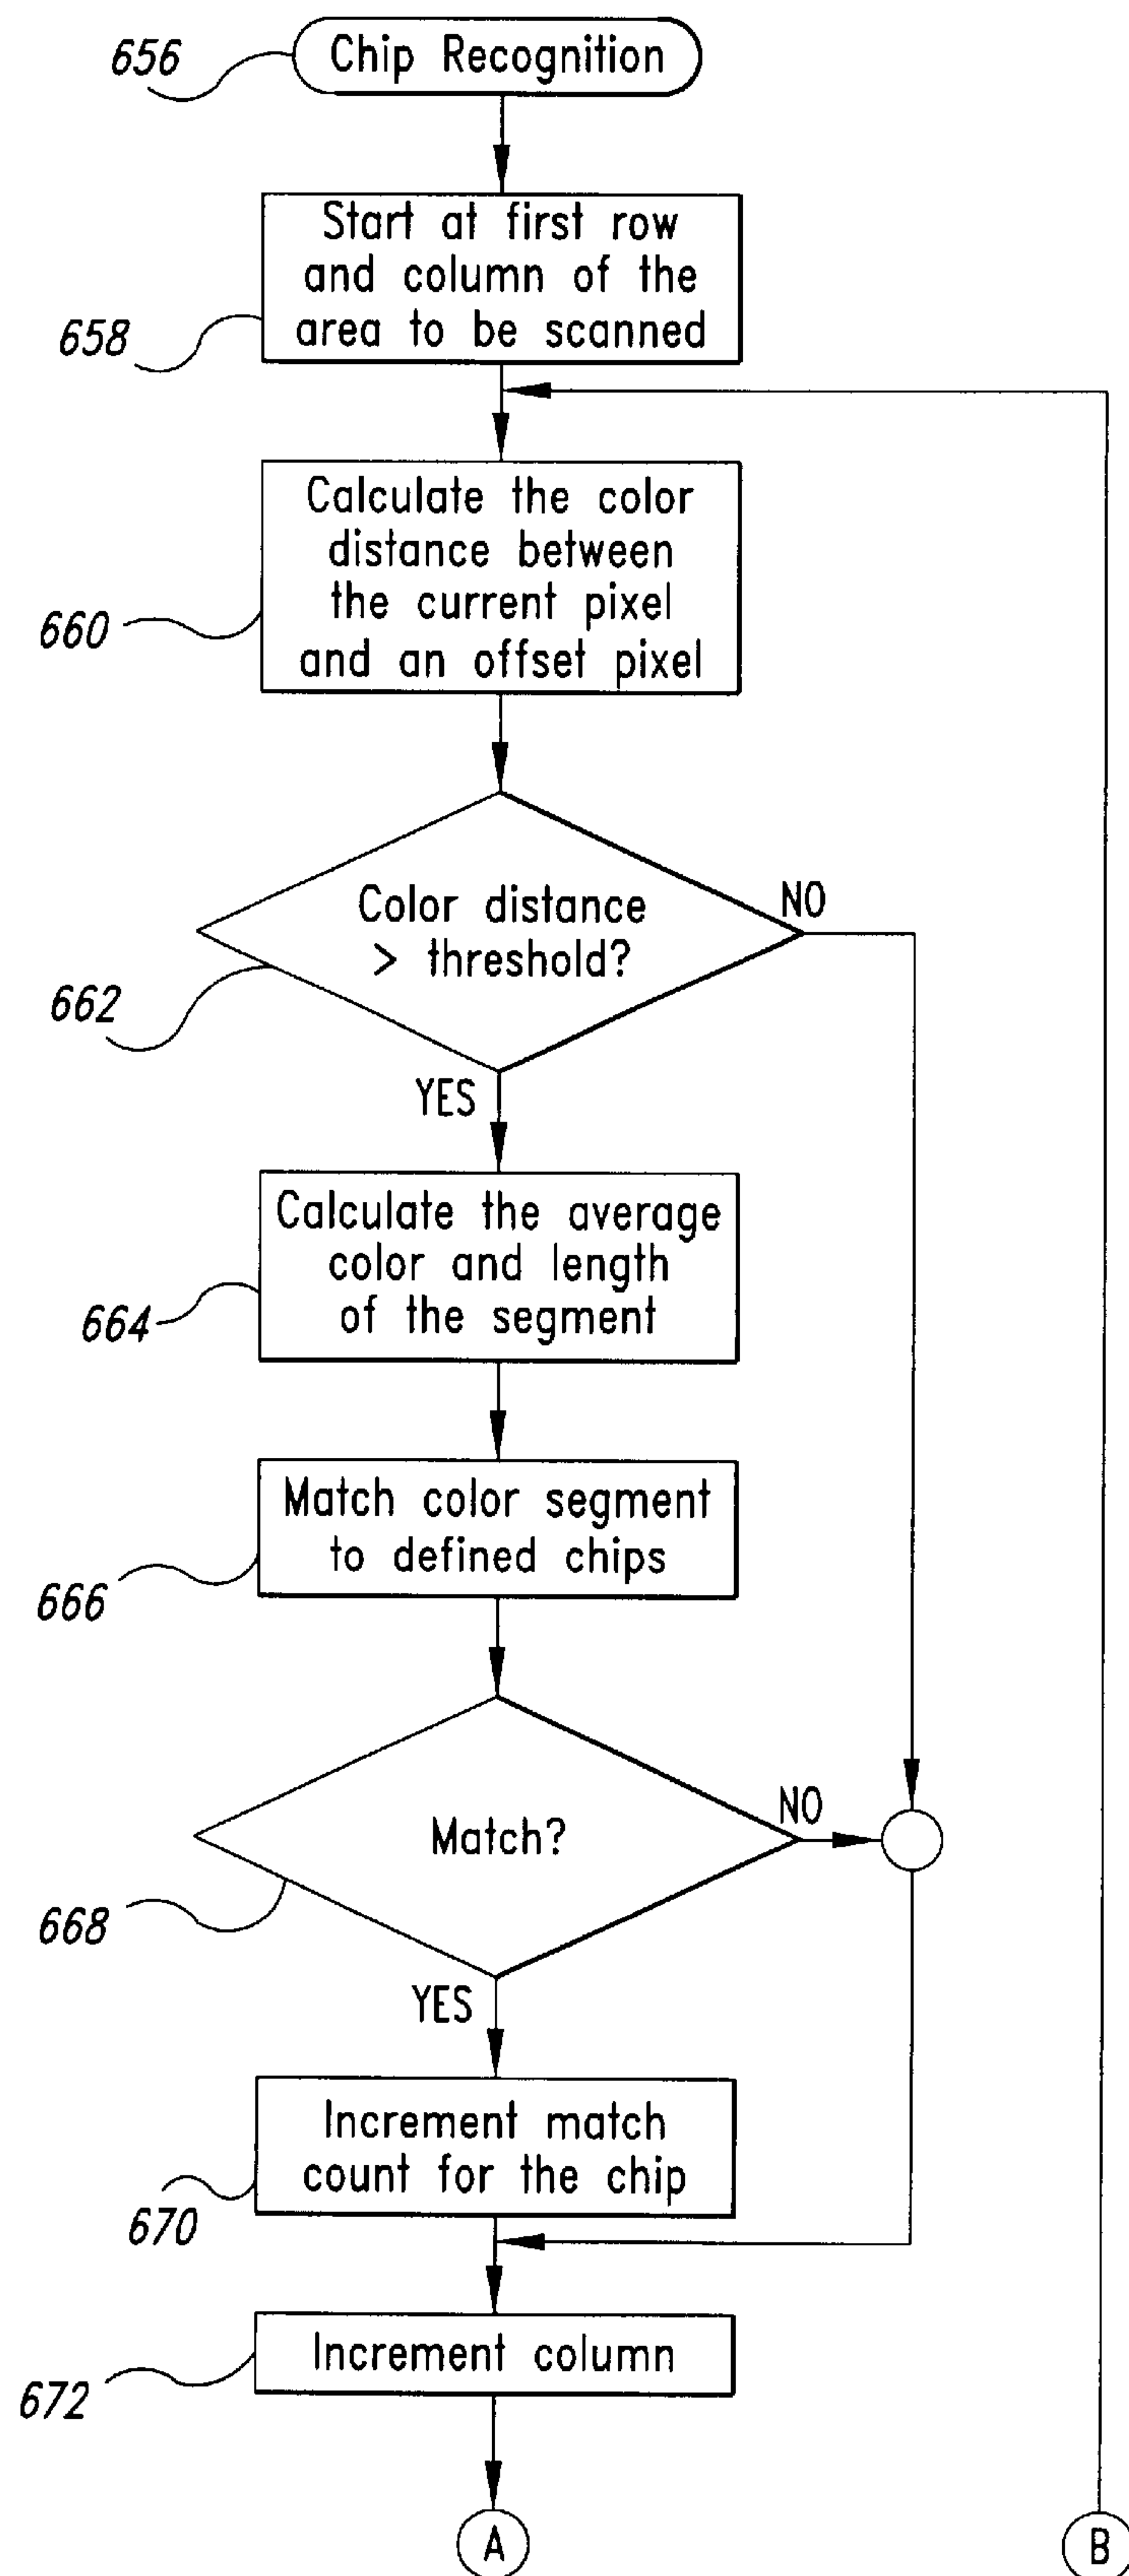 656
Chip Recognition
658
Start at first row
and column of the
area to be scanned
660
Calculate the color
distance between
the current pixel
and an offset pixel
662
Color distance
> threshold?
NO
YES
664
Calculate the average
color and length
of the segment
666
Match color segment
to defined chips
668
Match?
NO
YES
670
Increment match
count for the chip
672
Increment column
A
B